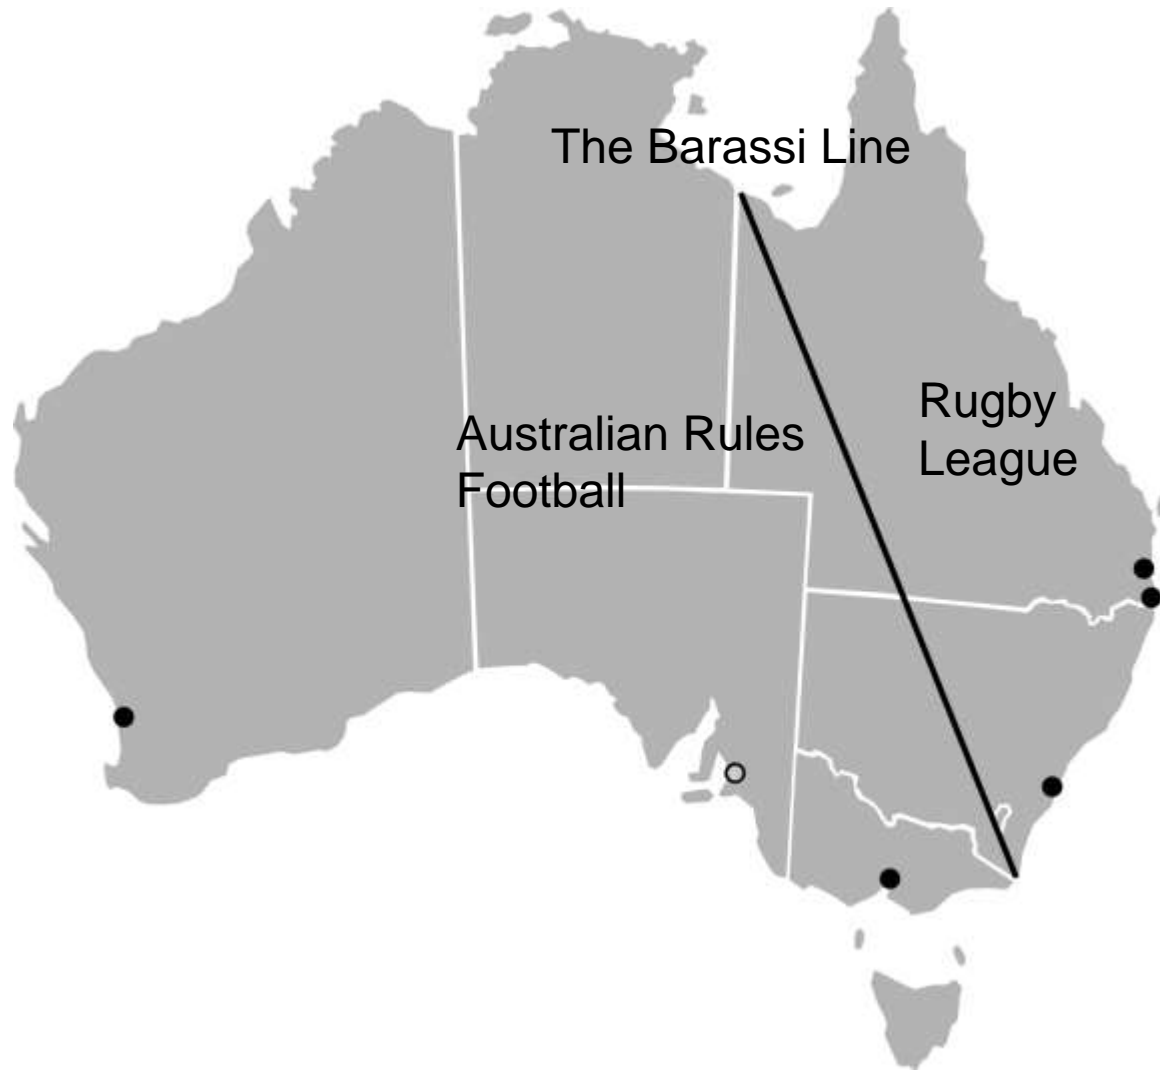 The Barassi Line
Australian Rules
Football
Rugby
League